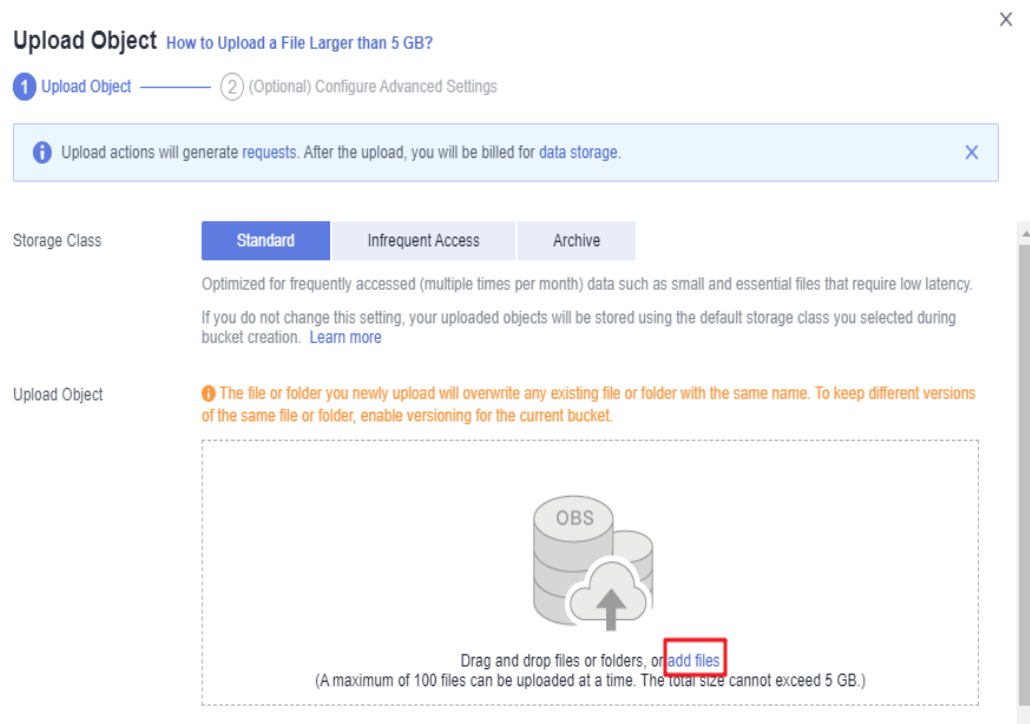 Upload Object How to Upload a File Larger than 5 GB?
1 Upload Object 2 (Optional) Configure Advanced Settings
Upload actions will generate requests. After the upload, you will be billed for data storage.
Storage Class Standard Infrequent Access Archive
Optimized for frequently accessed (multiple times per month) data such as small and essential files that require low latency.
If you do not change this setting, your uploaded objects will be stored using the default storage class you selected during
bucket creation. Learn more
Upload Object The file or folder you newly upload will overwrite any existing file or folder with the same name. To keep different versions
of the same file or folder, enable versioning for the current bucket.
OBS
Drag and drop files or folders, or add files
(A maximum of 100 files can be uploaded at a time. The total size cannot exceed 5 GB.)